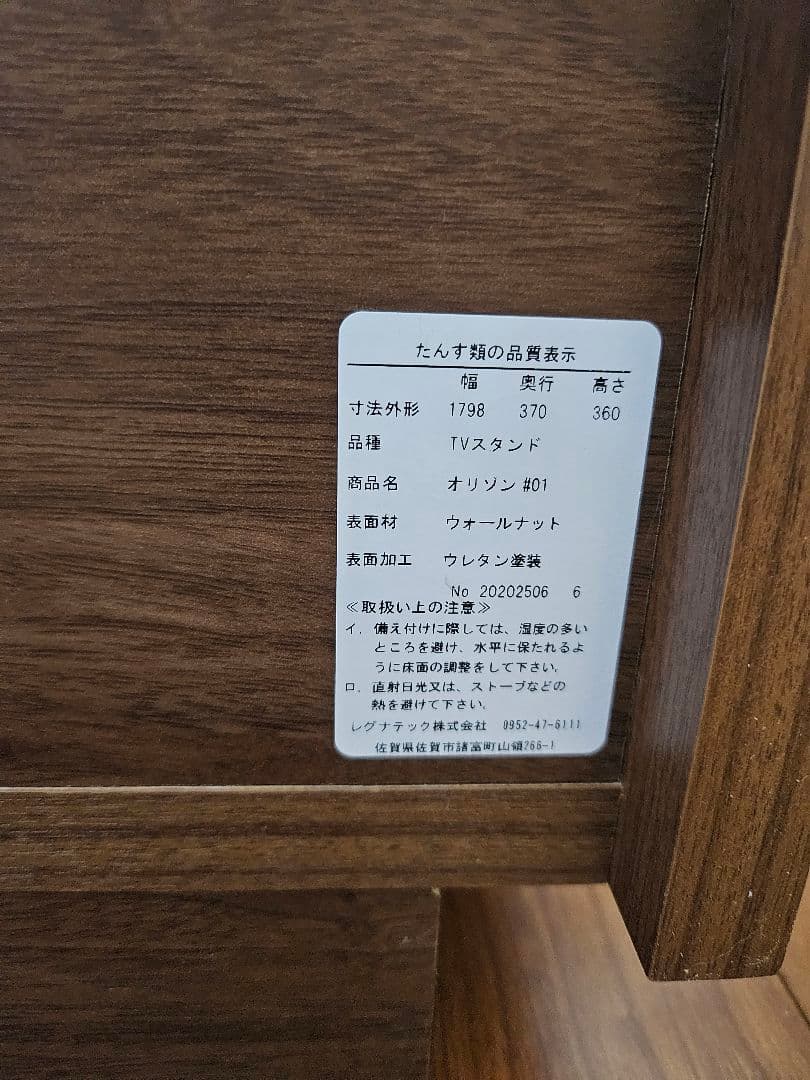 たんす類の品質表示
幅 奥行 高さ
寸法外形 1798 370 360
品種 TVスタンド
商品名 オリゾン #01
表面材 ウォールナット
表面加工 ウレタン塗装
No 20202506 6
≪取扱い上の注意≫
イ. 備え付けに際しては、湿度の多い
ところを避け、水平に保たれるよ
うに床面の調整をして下さい。
ロ. 直射日光又は、ストーブなどの
熱を避けて下さい。
レグナテック株式会社 0952-47-6111
佐賀県佐賀市諸富町山領266-1